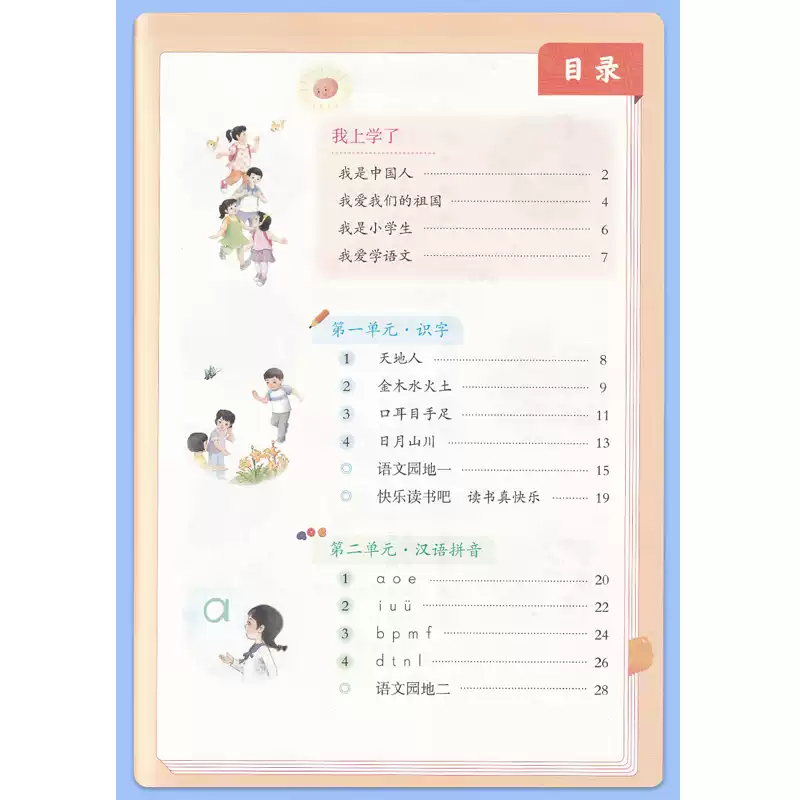 目录
我上学了
我是中国人 2
我爱我们的祖国 4
我是小学生 6
我爱学语文 7
第一单元·识字
1 天地人 8
2 金木水火土 9
3 口耳目手足 11
4 日月山川 13
语文园地一 15
快乐读书吧 读书真快乐 19
第二单元·汉语拼音
1 ɑ o e 20
2 i u ü 22
3 b p m f 24
4 d t n l 26
语文园地二 28
ɑ